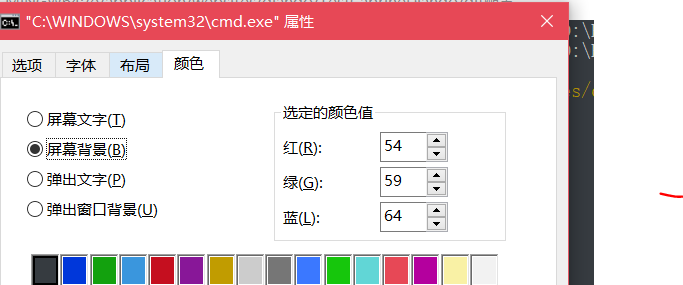 "C:\WINDOWS\system32\cmd.exe" 属性
选项 字体 布局 颜色
屏幕文字(T)
屏幕背景(B)
弹出文字(P)
弹出窗口背景(U)
选定的颜色值
红(R): 54
绿(G): 59
蓝(L): 64